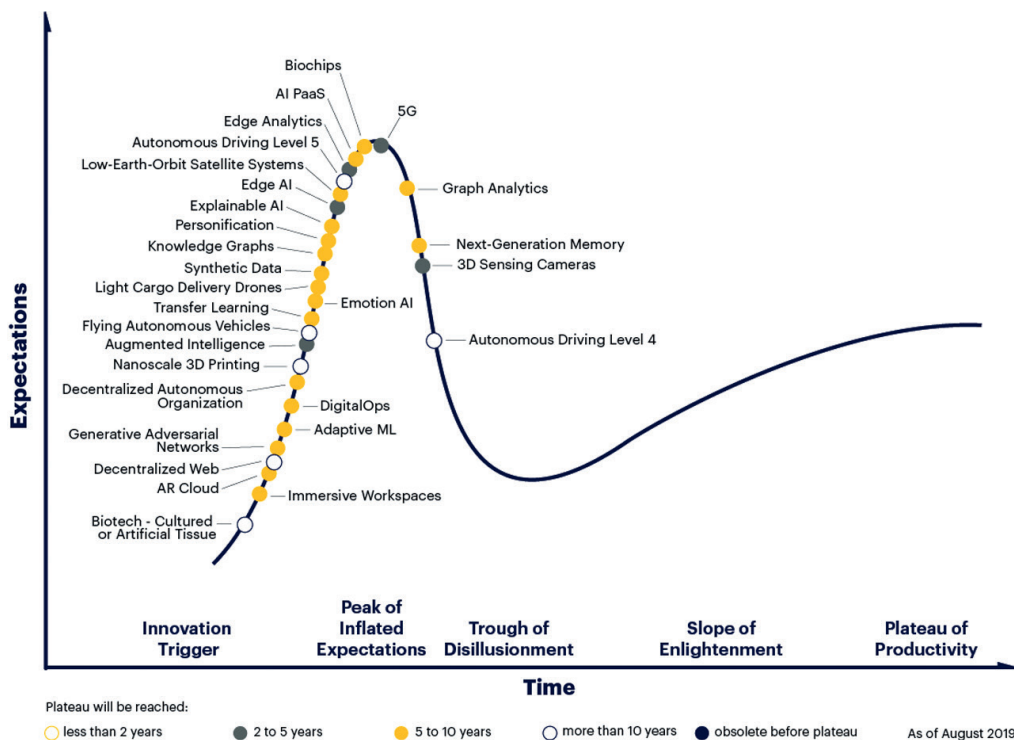 Biochips
AI PaaS
5G
Edge Analytics
Autonomous Driving Level 5
Low-Earth-Orbit Satellite Systems
Graph Analytics
Edge AI
Explainable AI
Personification
Knowledge Graphs
Next-Generation Memory
Synthetic Data
3D Sensing Cameras
Light Cargo Delivery Drones
Emotion AI
Transfer Learning
Flying Autonomous Vehicles
Augmented Intelligence
Autonomous Driving Level 4
Nanoscale 3D Printing
Decentralized Autonomous
Organization
DigitalOps
Adaptive ML
Generative Adversarial
Networks
Decentralized Web
AR Cloud
Immersive Workspaces
Biotech - Cultured
or Artificial Tissue
Expectations
Innovation
Trigger
Peak of
Inflated
Expectations
Trough of
Disillusionment
Slope of
Enlightenment
Plateau of
Productivity
Time
Plateau will be reached:
less than 2 years
2 to 5 years
5 to 10 years
more than 10 years
obsolete before plateau
As of August 2019